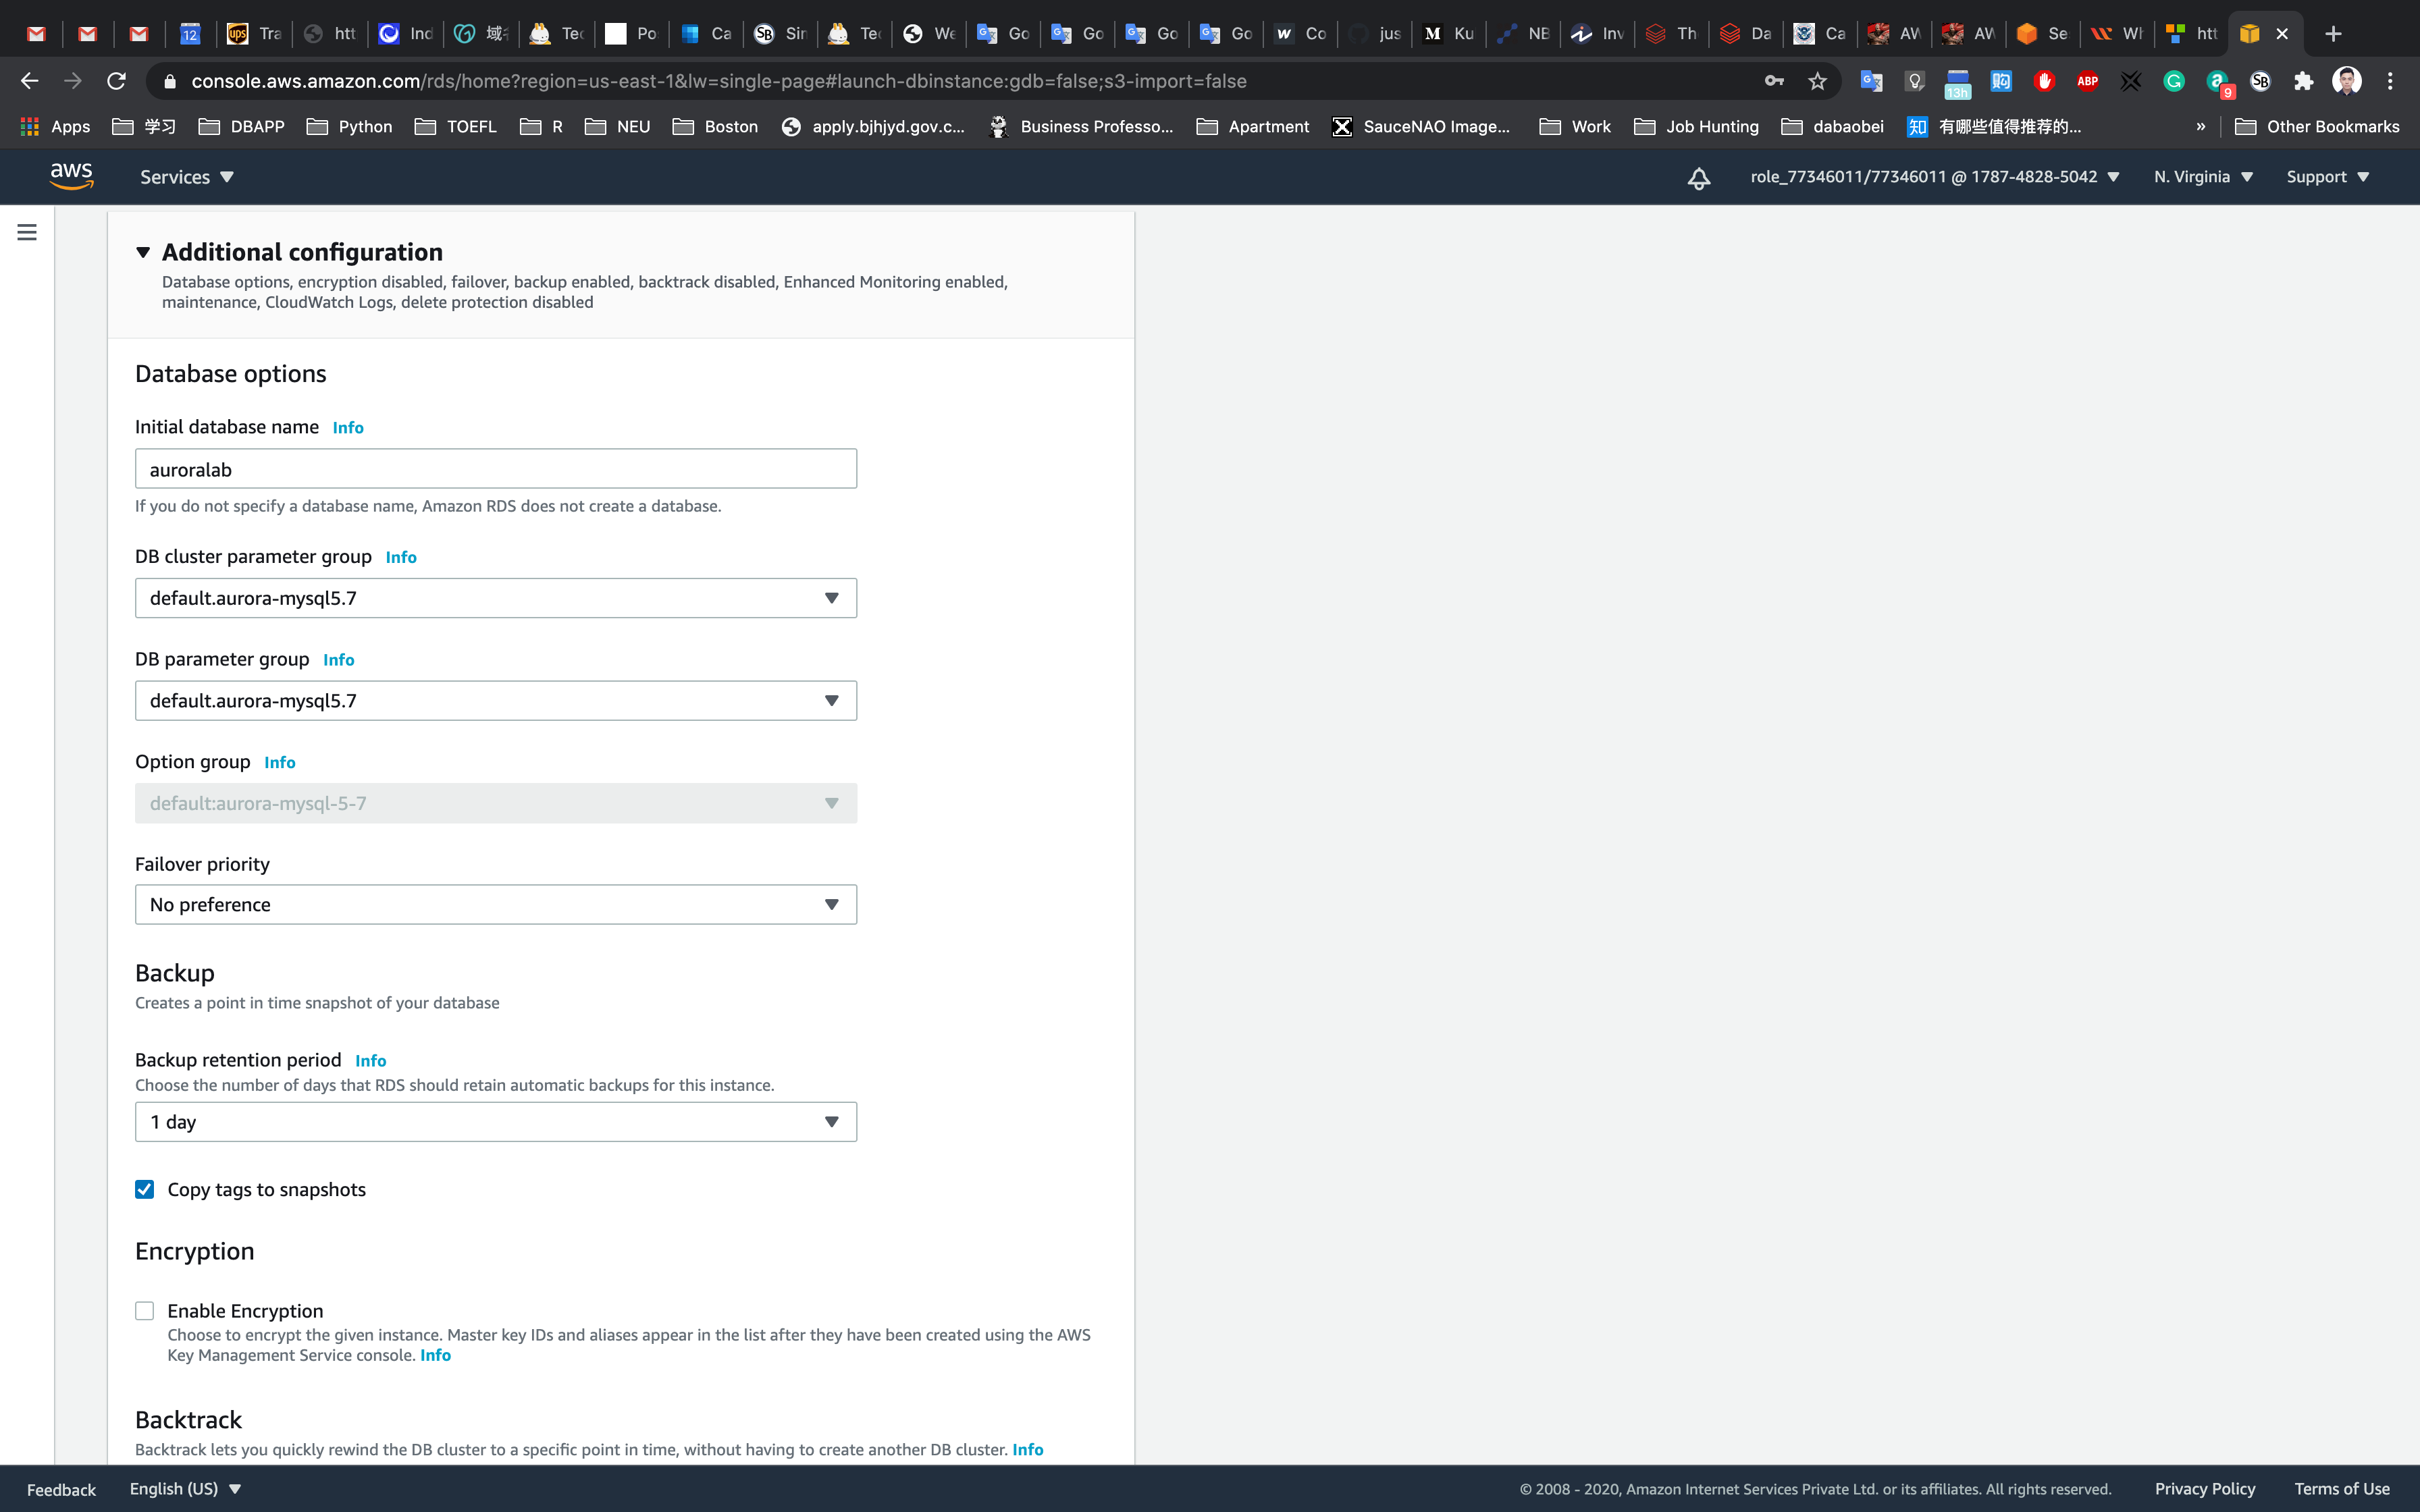 12
ups
Tra
htt
Ind
域名
Tec
Po
Ca
SB
Sin
Tec
We
Go
Go
Go
Go
w
Co
jus
M
Ku
NB
Inv
Th
Da
Ca
AW
AW
Se
Wh
htt
console.aws.amazon.com/rds/home?region=us-east-1&lw=single-page#launch-dbinstance:gdb=false;s3-import=false
13h
ABP
9
SB
Apps
学习
DBAPP
Python
TOEFL
R
NEU
Boston
apply.bjhjyd.gov.c...
Business Professo...
Apartment
SauceNAO Image...
Work
Job Hunting
dabaobei
知
有哪些值得推荐的...
»
Other Bookmarks
aws
Services
role_77346011/77346011 @ 1787-4828-5042
N. Virginia
Support
Additional configuration
Database options, encryption disabled, failover, backup enabled, backtrack disabled, Enhanced Monitoring enabled,
maintenance, CloudWatch Logs, delete protection disabled
Database options
Initial database name Info
auroralab
If you do not specify a database name, Amazon RDS does not create a database.
DB cluster parameter group Info
default.aurora-mysql5.7
DB parameter group Info
default.aurora-mysql5.7
Option group Info
default:aurora-mysql-5-7
Failover priority
No preference
Backup
Creates a point in time snapshot of your database
Backup retention period Info
Choose the number of days that RDS should retain automatic backups for this instance.
1 day
Copy tags to snapshots
Encryption
Enable Encryption
Choose to encrypt the given instance. Master key IDs and aliases appear in the list after they have been created using the AWS
Key Management Service console. Info
Backtrack
Backtrack lets you quickly rewind the DB cluster to a specific point in time, without having to create another DB cluster. Info
Feedback
English (US)
© 2008 - 2020, Amazon Internet Services Private Ltd. or its affiliates. All rights reserved.
Privacy Policy
Terms of Use